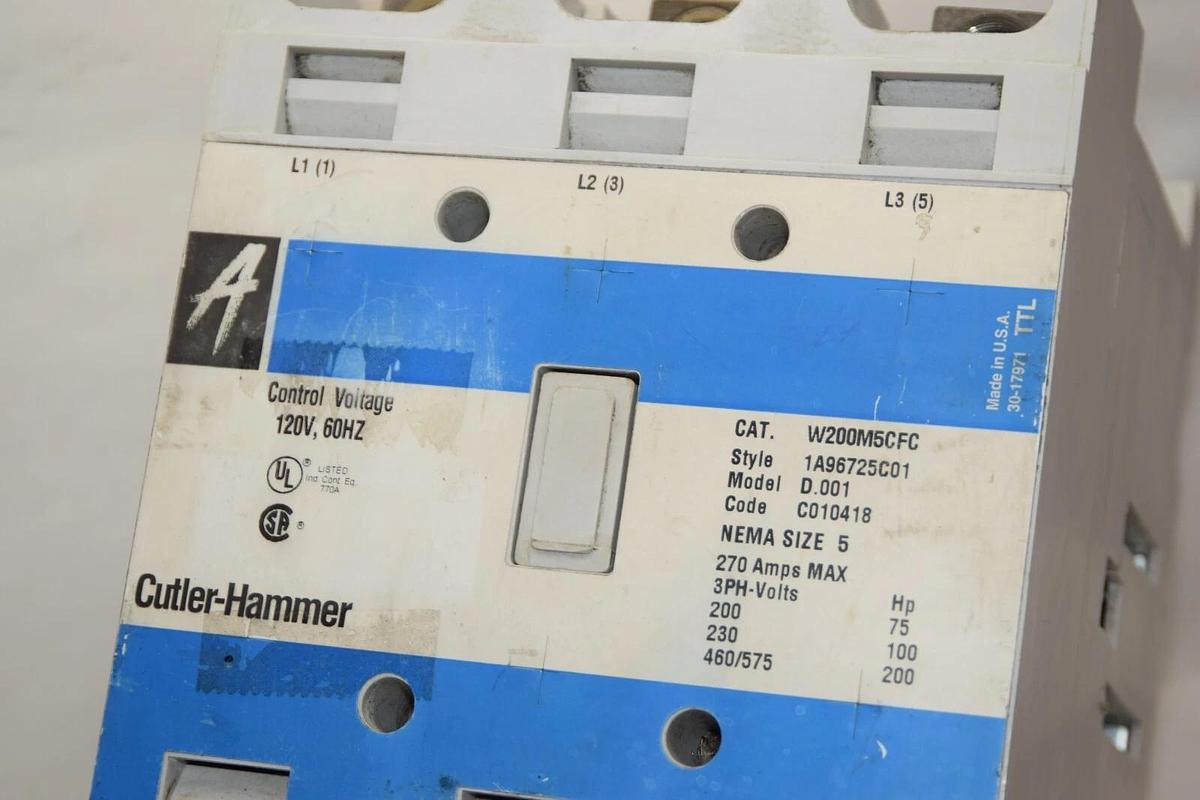 L1 (1)
L2 (3)
L3 (5)
A
Made in U.S.A.
30-17971 TTL
Control Voltage
120V, 60HZ
UL ® LISTED
Ind. Cont. Eq.
770A
SA ®
Cutler-Hammer
CAT. W200M5CFC
Style 1A96725C01
Model D.001
Code C010418
NEMA SIZE 5
270 Amps MAX
3PH-Volts Hp
200 75
230 100
460/575 200